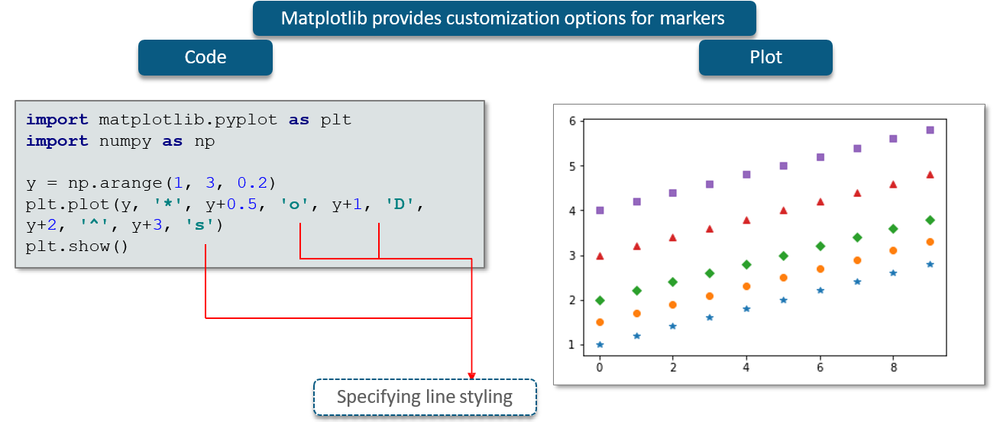 Matplotlib provides customization options for markers
Code
Plot
import matplotlib.pyplot as plt
import numpy as np
y = np.arange(1, 3, 0.2)
plt.plot(y, '*', y+0.5, 'o', y+1, 'D',
y+2, '^', y+3, 's')
plt.show()
Specifying line styling
6
5
4
3
2
1
0 2 4 6 8